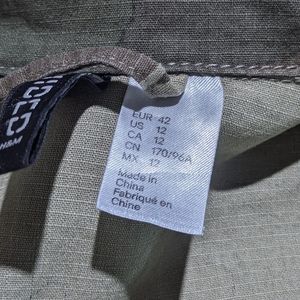 H&M
EUR 42
US 12
CA 12
CN 170/96A
MX 12
Made in
China
Fabriqué en
Chine